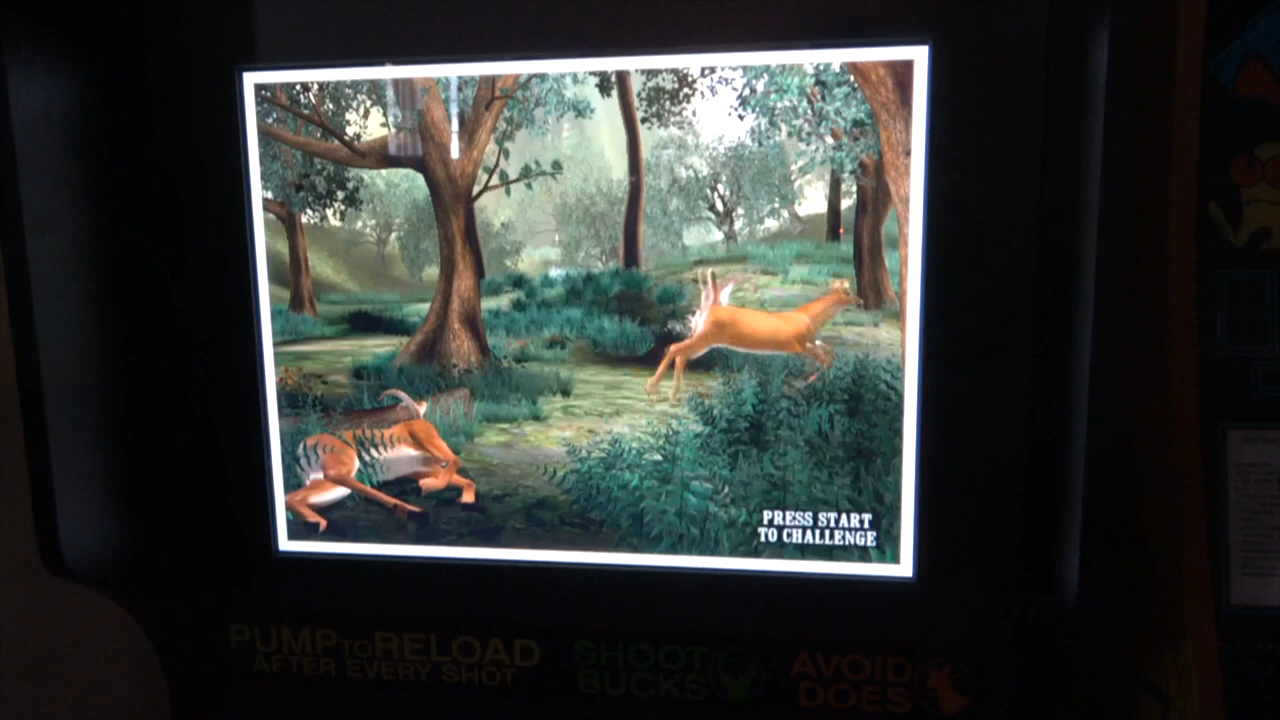 PRESS START
TO CHALLENGE
PUMP TO RELOAD
AFTER EVERY SHOT
SHOOT
BUCKS
AVOID
DOES